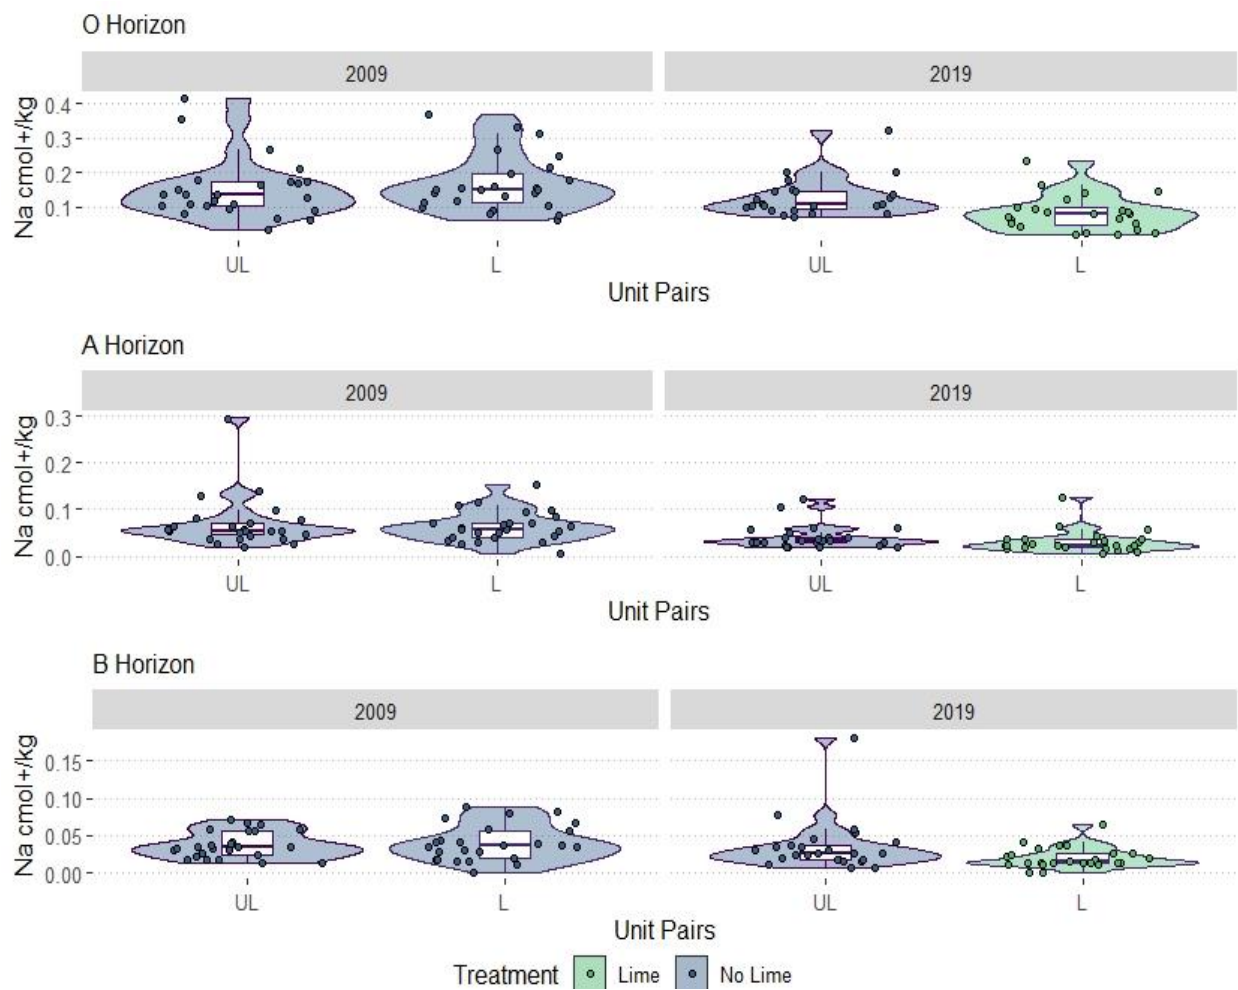 O Horizon
2009 2019
Na cmol+/kg
0.4
0.3
0.2
0.1
UL L UL L
Unit Pairs
A Horizon
2009 2019
Na cmol+/kg
0.3
0.2
0.1
0.0
UL L UL L
Unit Pairs
B Horizon
2009 2019
Na cmol+/kg
0.15
0.10
0.05
0.00
UL L UL L
Unit Pairs
Treatment Lime No Lime